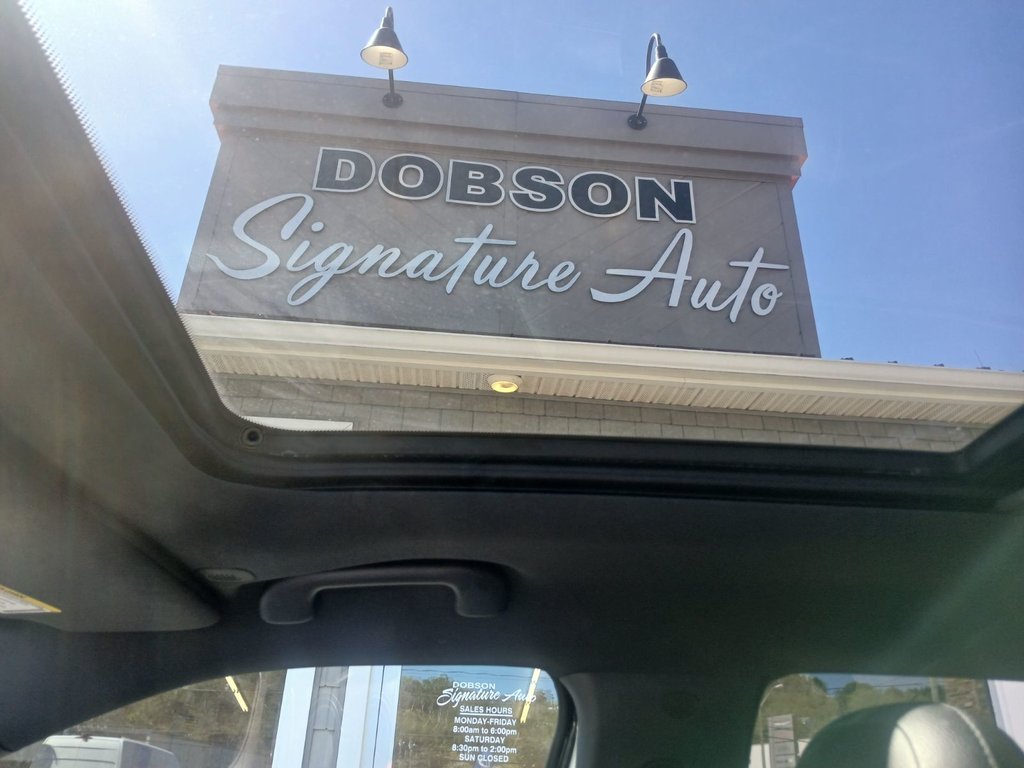 DOBSON
Signature Auto
DOBSON
Signature Auto
SALES HOURS
MONDAY-FRIDAY
8:00am to 6:00pm
SATURDAY
8:30pm to 2:00pm
SUN CLOSED